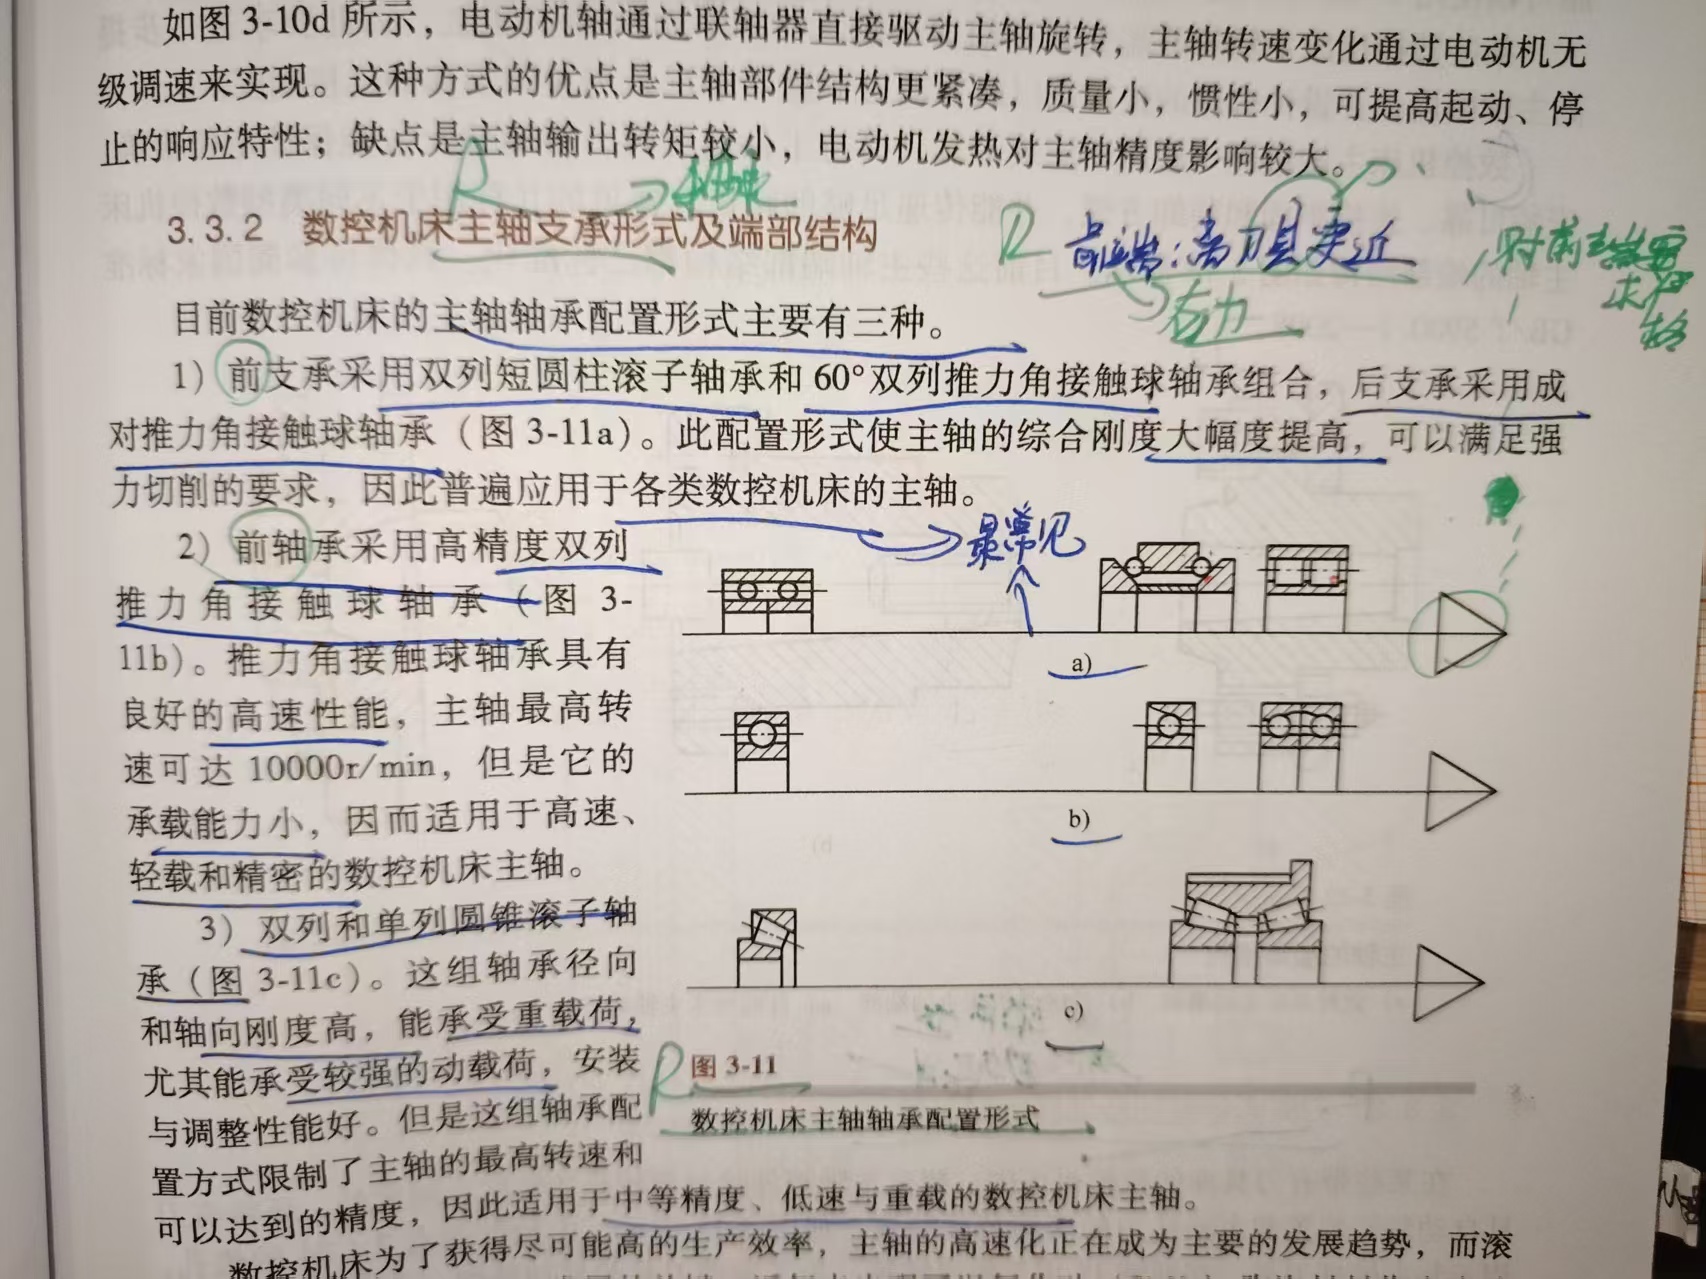 如图 3-10d 所示，电动机轴通过联轴器直接驱动主轴旋转，主轴转速变化通过电动机无
级调速来实现。这种方式的优点是主轴部件结构更紧凑，质量小，惯性小，可提高起动、停
止的响应特性；缺点是主轴输出转矩较小，电动机发热对主轴精度影响较大。
3.3.2 数控机床主轴支承形式及端部结构
R
R
前端：离刀具更近
右力
对前
目前数控机床的主轴轴承配置形式主要有三种。
1）前支承采用双列短圆柱滚子轴承和 60°双列推力角接触球轴承组合，后支承采用成
对推力角接触球轴承（图 3-11a）。此配置形式使主轴的综合刚度大幅度提高，可以满足强
力切削的要求，因此普遍应用于各类数控机床的主轴。
最常见
2）前轴承采用高精度双列
推力角接触球轴承（图 3-
11b）。推力角接触球轴承具有
良好的高速性能，主轴最高转
速可达 10000r/min，但是它的
承载能力小，因而适用于高速、
轻载和精密的数控机床主轴。
3）双列和单列圆锥滚子轴
承（图 3-11c）。这组轴承径向
和轴向刚度高，能承受重载荷，
尤其能承受较强的动载荷，安装
与调整性能好。但是这组轴承配
置方式限制了主轴的最高转速和
可以达到的精度，因此适用于中等精度、低速与重载的数控机床主轴。
a)
b)
c)
R
图 3-11
数控机床主轴轴承配置形式
数控机床为了获得尽可能高的生产效率，主轴的高速化正在成为主要的发展趋势，而滚